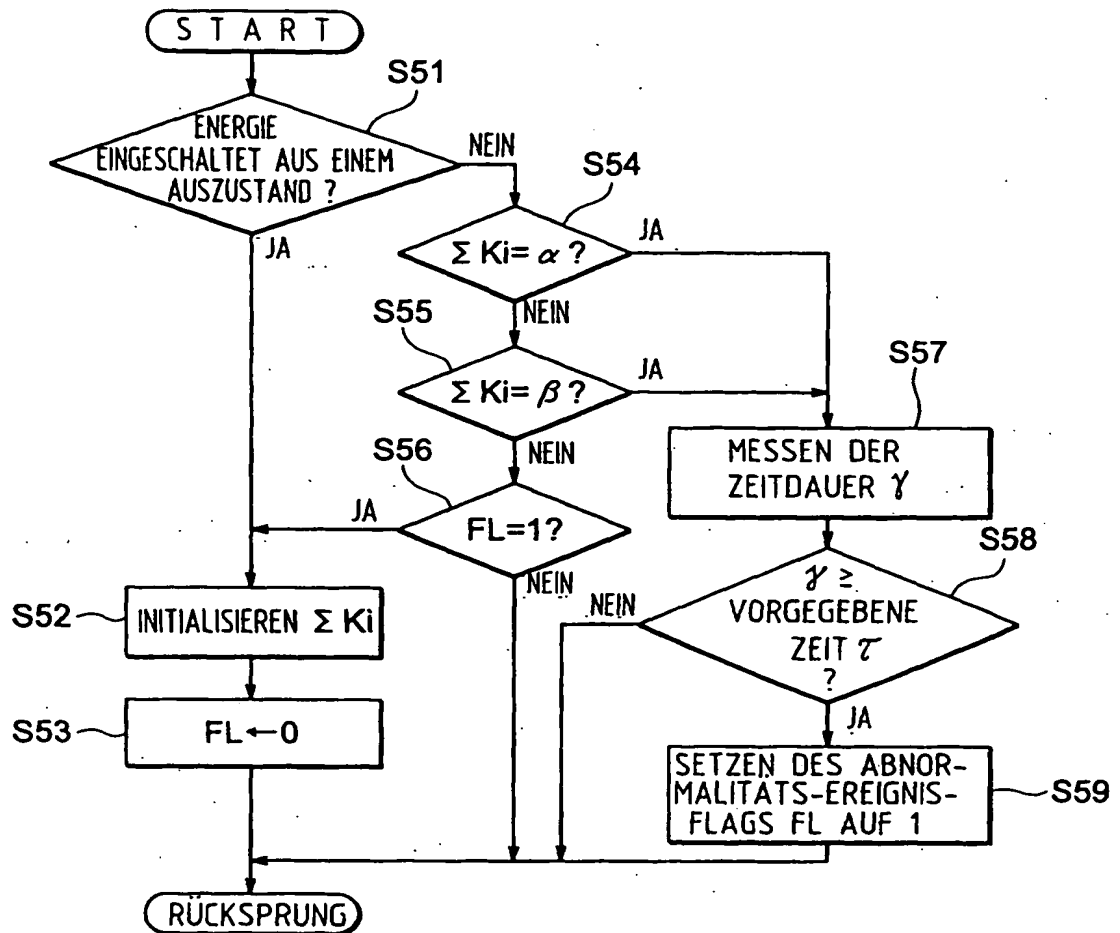 START
S51
ENERGIE
EINGESCHALTET AUS EINEM
AUSZUSTAND ?
NEIN
JA
S54
Σ Ki= α ?
JA
NEIN
S55
Σ Ki= β ?
JA
NEIN
S56
FL=1?
JA
NEIN
S57
MESSEN DER
ZEITDAUER γ
S58
γ ≥
VORGEGEBENE
ZEIT τ
?
NEIN
JA
S52
INITIALISIEREN Σ Ki
S53
FL←0
SETZEN DES ABNOR-
MALITÄTS-EREIGNIS-
FLAGS FL AUF 1
S59
RÜCKSPRUNG